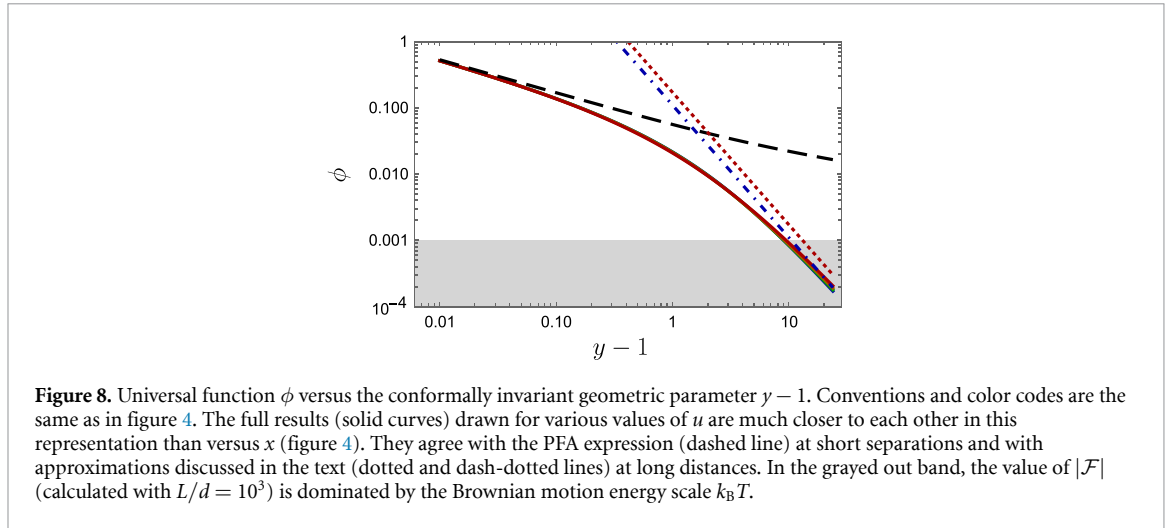 1
0.100
0.010
0.001
10⁻⁴
ϕ
0.01 0.10 1 10
y − 1
Figure 8. Universal function ϕ versus the conformally invariant geometric parameter y − 1. Conventions and color codes are the
same as in figure 4. The full results (solid curves) drawn for various values of u are much closer to each other in this
representation than versus x (figure 4). They agree with the PFA expression (dashed line) at short separations and with
approximations discussed in the text (dotted and dash-dotted lines) at long distances. In the grayed out band, the value of |ℱ|
(calculated with L/d = 10³) is dominated by the Brownian motion energy scale k_BT.